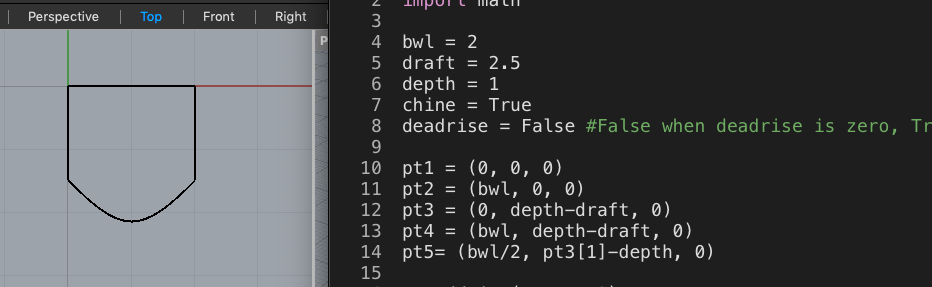 Perspective Top Front Right
P
2 import math
3
4 bwl = 2
5 draft = 2.5
6 depth = 1
7 chine = True
8 deadrise = False #False when deadrise is zero, Tr
9
10 pt1 = (0, 0, 0)
11 pt2 = (bwl, 0, 0)
12 pt3 = (0, depth-draft, 0)
13 pt4 = (bwl, depth-draft, 0)
14 pt5= (bwl/2, pt3[1]-depth, 0)
15